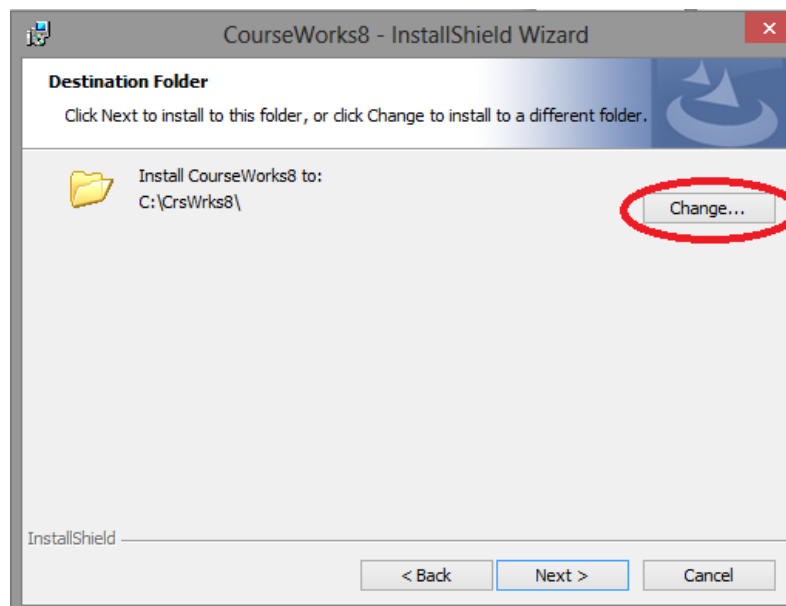 CourseWorks8 - InstallShield Wizard
Destination Folder
Click Next to install to this folder, or click Change to install to a different folder.
Install CourseWorks8 to:
C:\CrsWrks8\
Change...
InstallShield
< Back
Next >
Cancel